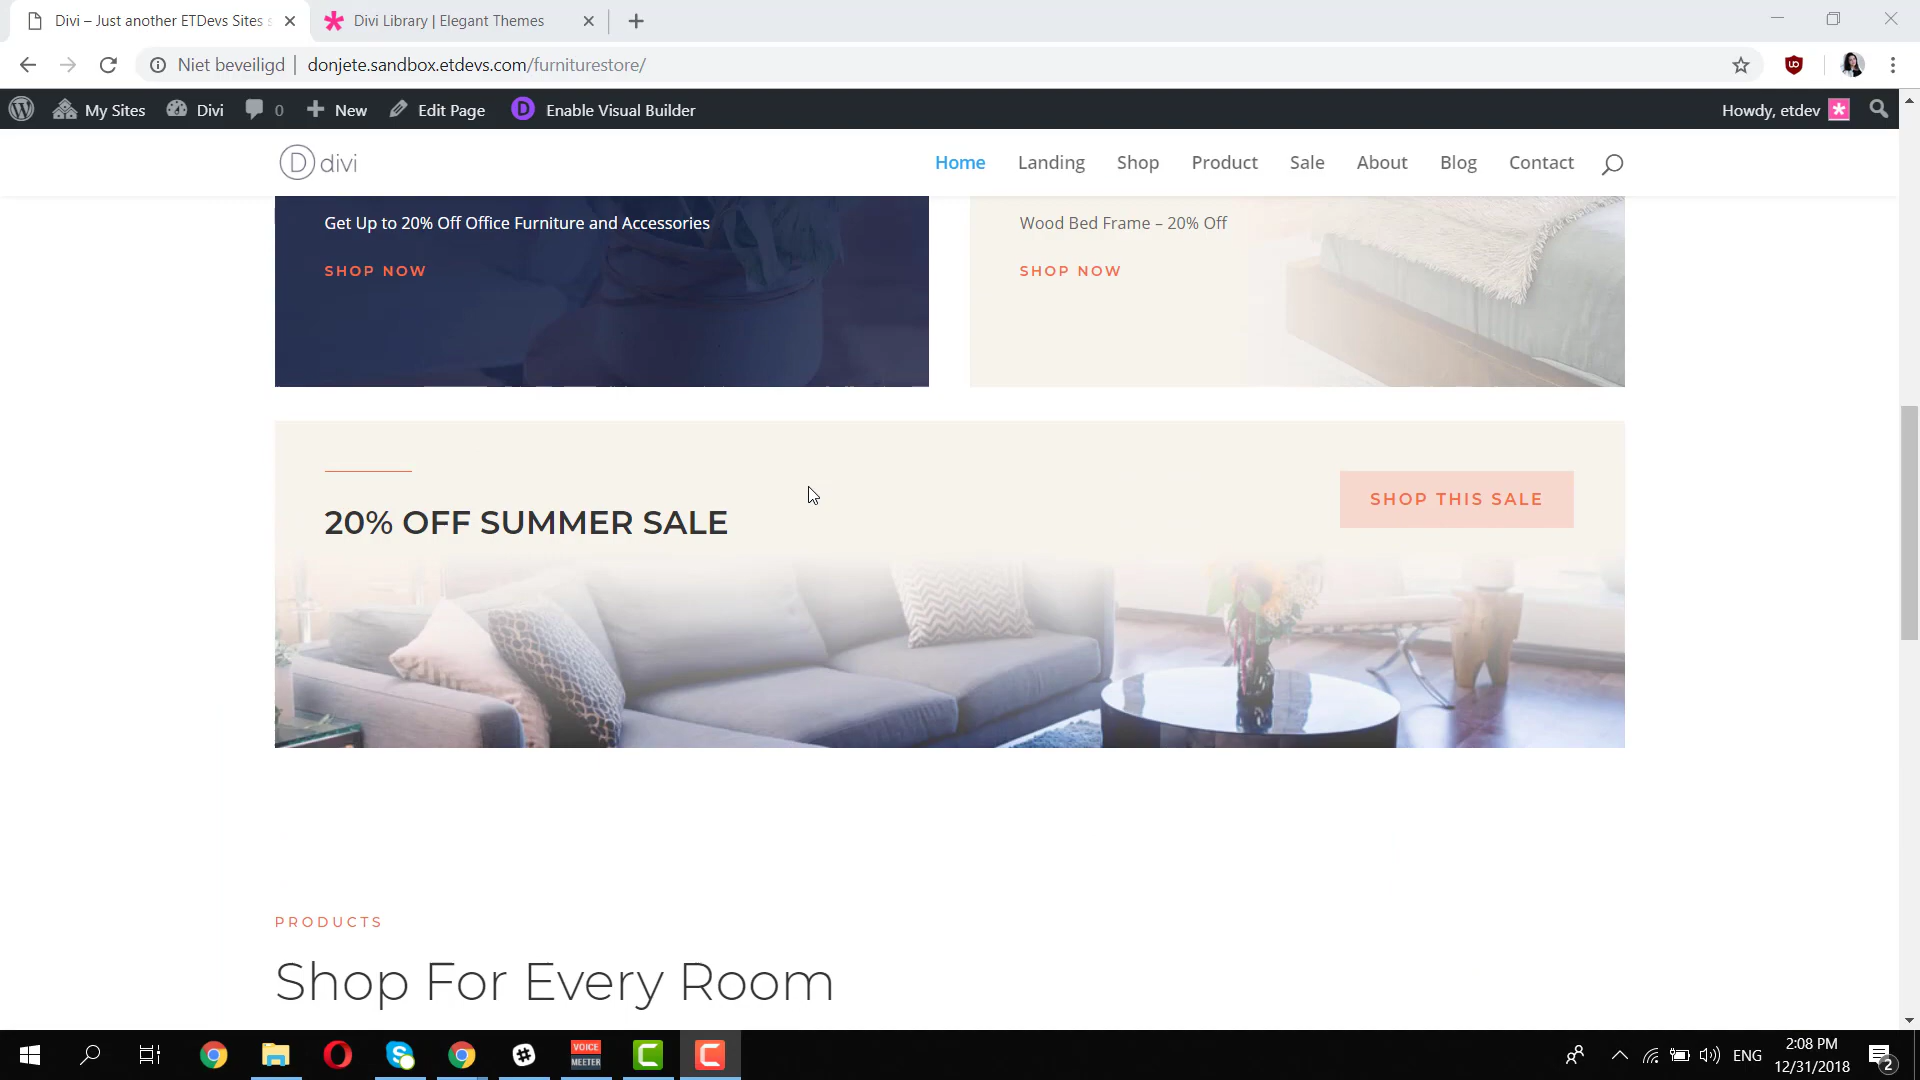 Divi – Just another ETDevs Sites s
Divi Library | Elegant Themes
Niet beveiligd | donjete.sandbox.etdevs.com/furniturestore/
My Sites Divi 0 New Edit Page D Enable Visual Builder Howdy, etdev
D divi Home Landing Shop Product Sale About Blog Contact
Get Up to 20% Off Office Furniture and Accessories
SHOP NOW
Wood Bed Frame – 20% Off
SHOP NOW
20% OFF SUMMER SALE
SHOP THIS SALE
PRODUCTS
Shop For Every Room
VOICE
MEETER
ENG
2:08 PM
12/31/2018
2